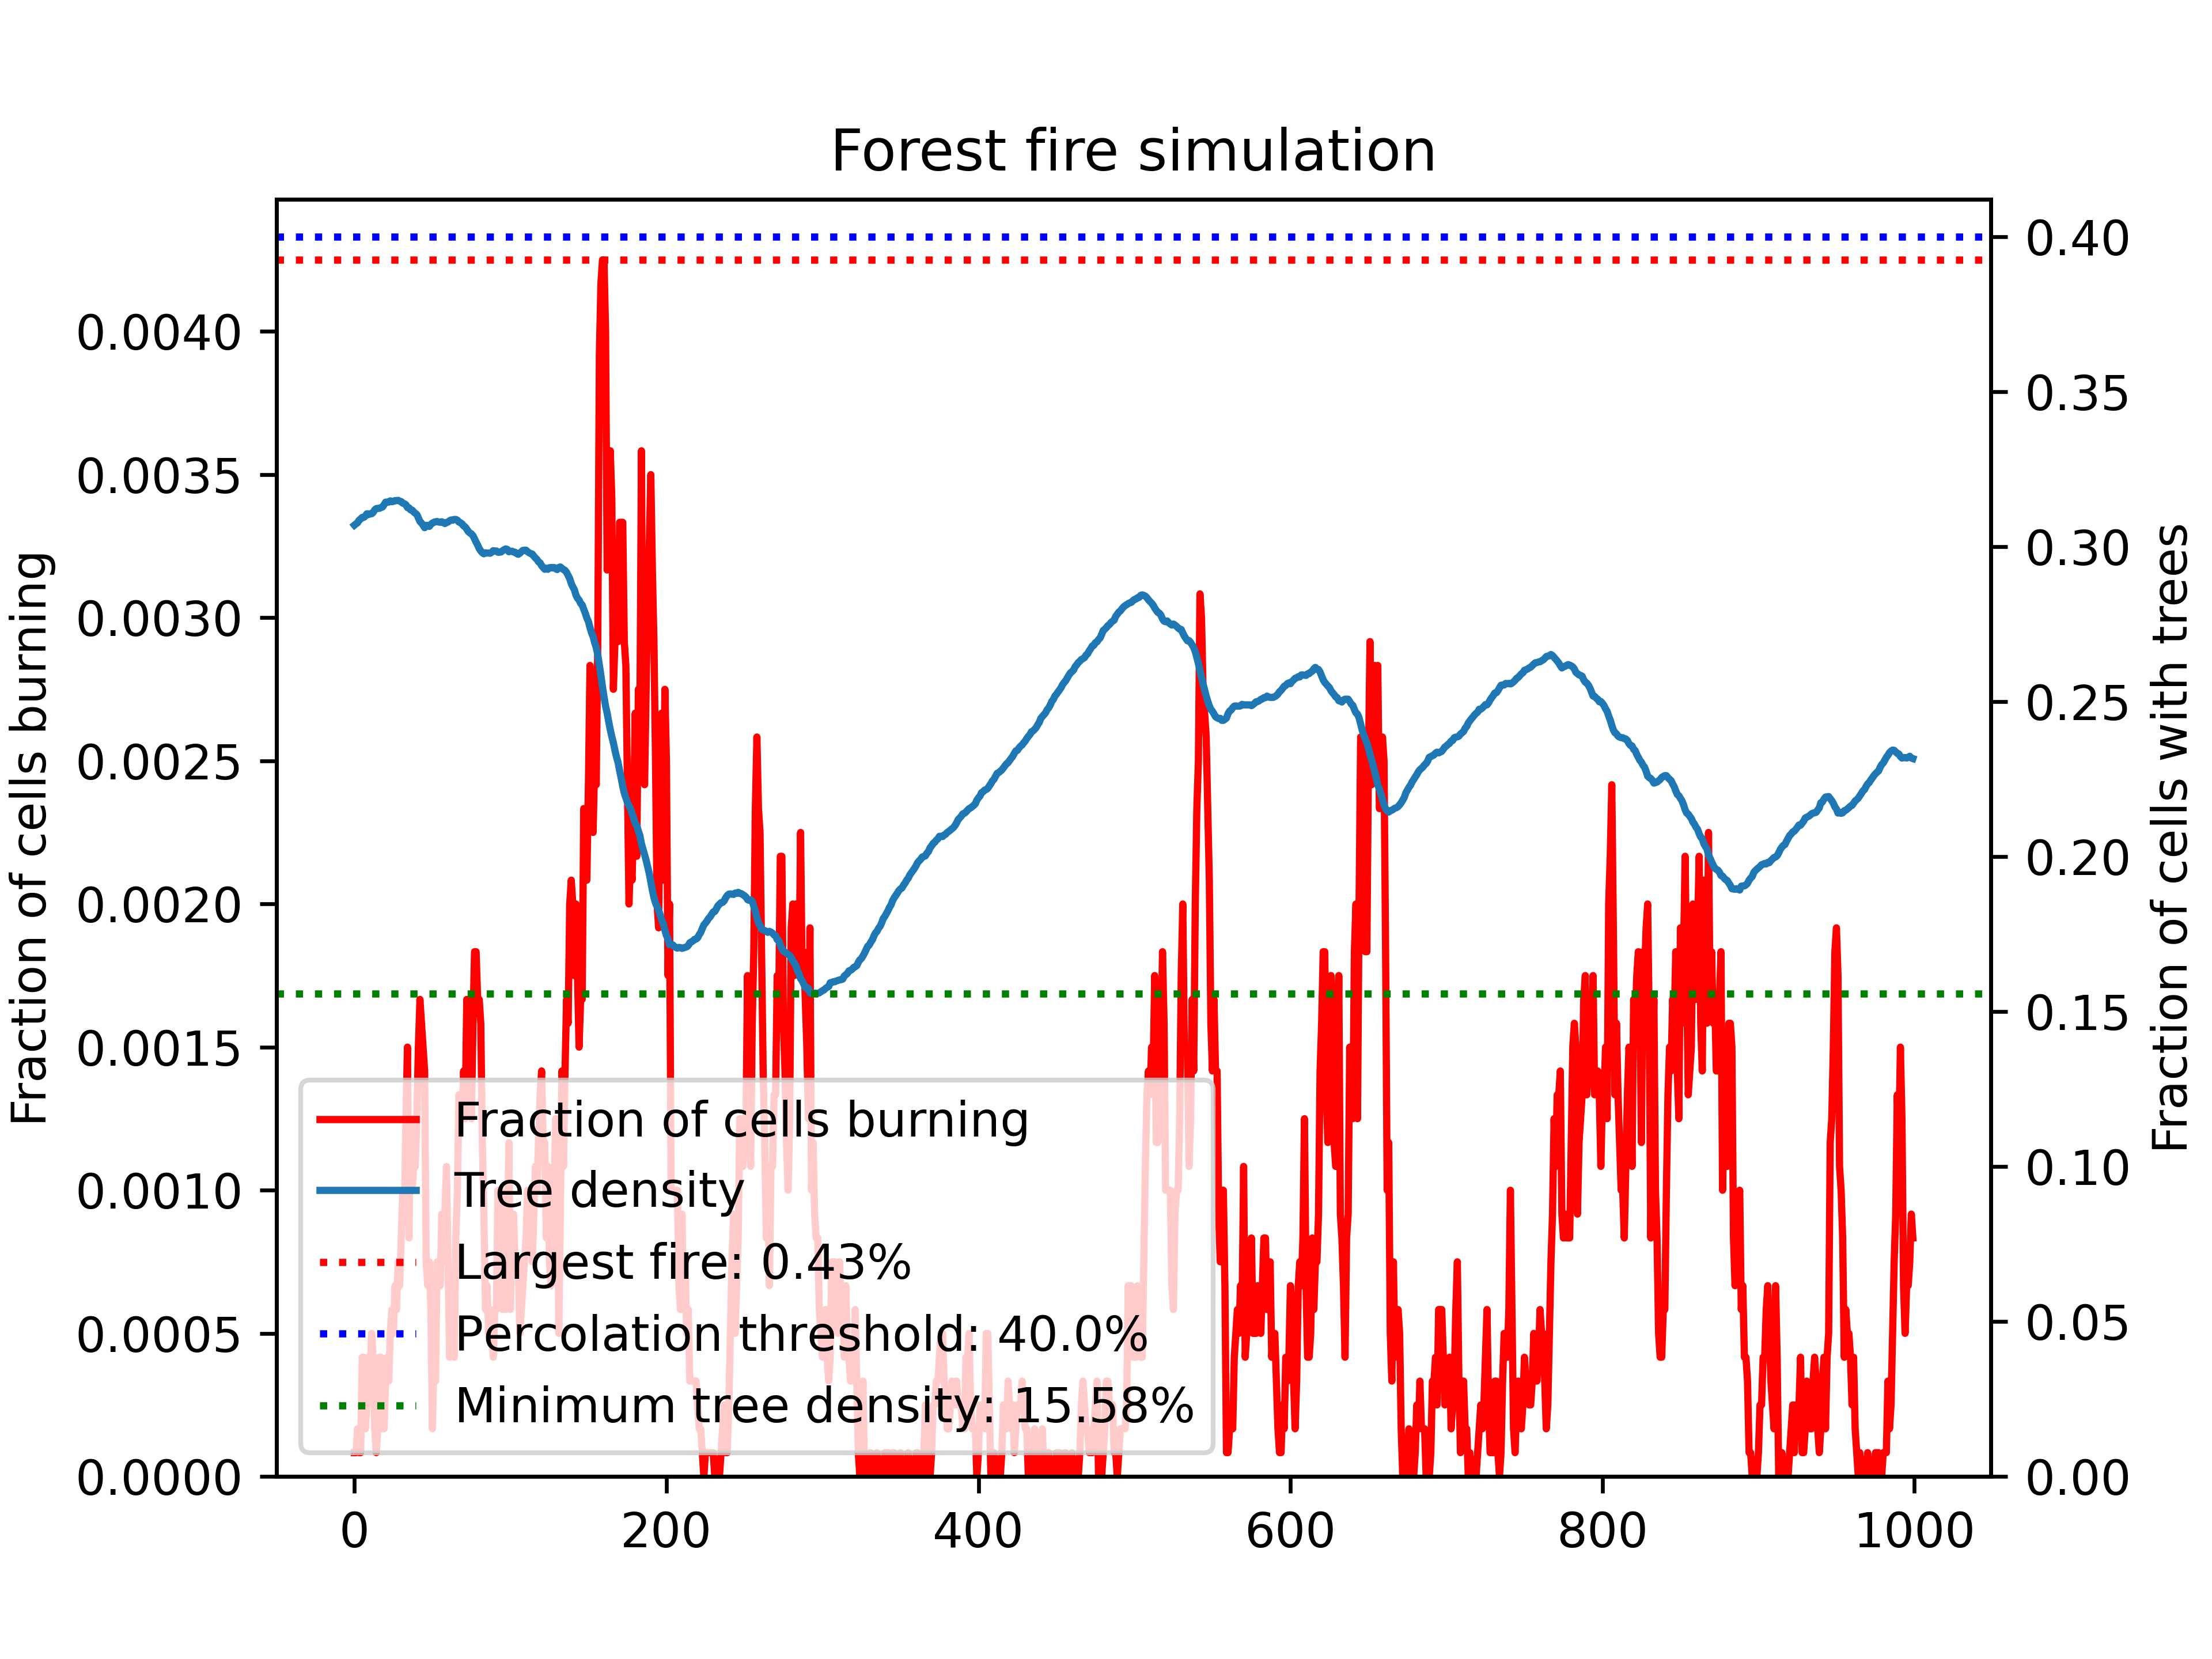 Forest fire simulation
Fraction of cells burning
0.0040
0.0035
0.0030
0.0025
0.0020
0.0015
0.0010
0.0005
0.0000
0.40
0.35
0.30
0.25
0.20
0.15
0.10
0.05
0.00
Fraction of cells with trees
Fraction of cells burning
Tree density
Largest fire: 0.43%
Percolation threshold: 40.0%
Minimum tree density: 15.58%
0 200 400 600 800 1000